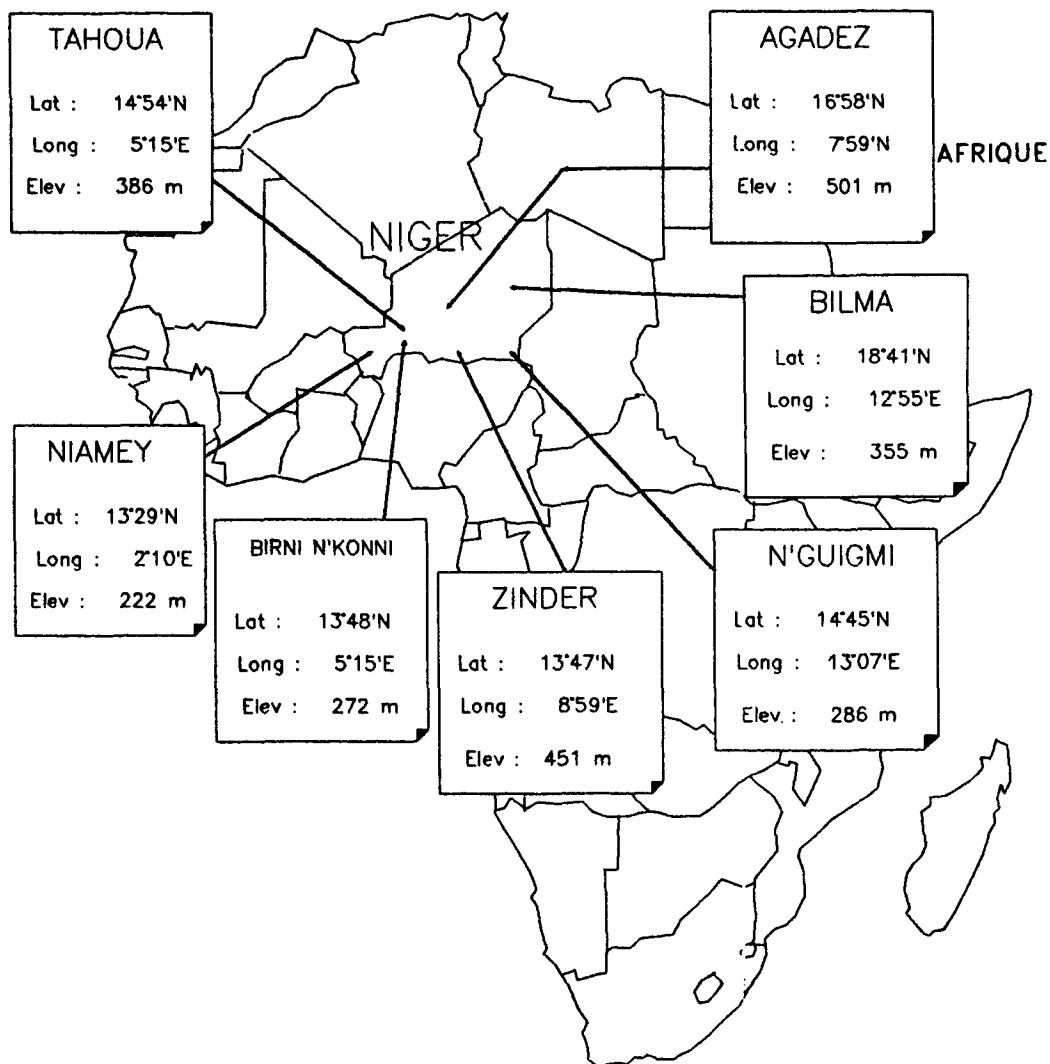 TAHOUA
Lat : 14°54'N
Long : 5°15'E
Elev : 386 m
AGADEZ
Lat : 16°58'N
Long : 7°59'N
Elev : 501 m
AFRIQUE
NIGER
BILMA
Lat : 18°41'N
Long : 12°55'E
Elev : 355 m
NIAMEY
Lat : 13°29'N
Long : 2°10'E
Elev : 222 m
BIRNI N'KONNI
Lat : 13°48'N
Long : 5°15'E
Elev : 272 m
ZINDER
Lat : 13°47'N
Long : 8°59'E
Elev : 451 m
N'GUIGMI
Lat : 14°45'N
Long : 13°07'E
Elev. : 286 m